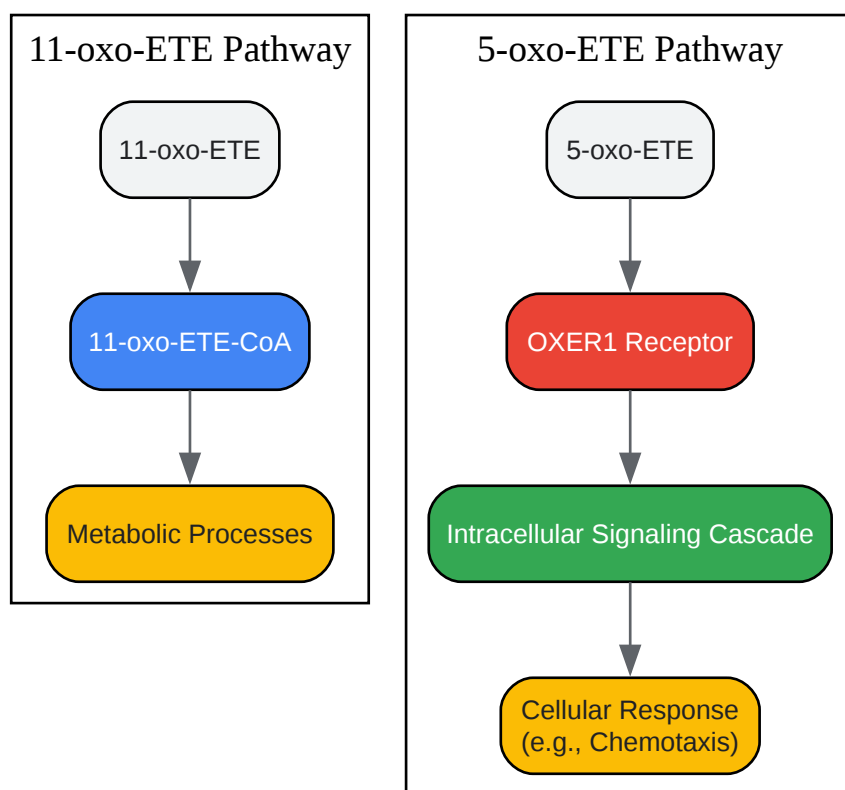 11-oxo-ETE Pathway
11-oxo-ETE
11-oxo-ETE-CoA
Metabolic Processes
5-oxo-ETE Pathway
5-oxo-ETE
OXER1 Receptor
Intracellular Signaling Cascade
Cellular Response
(e.g., Chemotaxis)